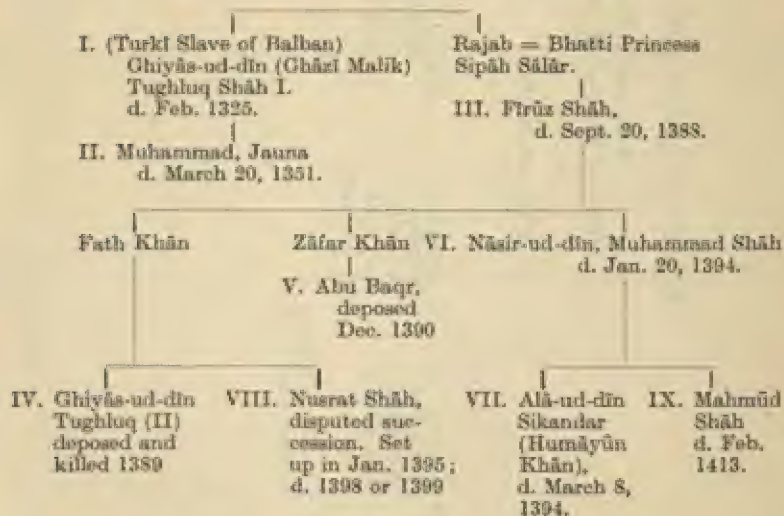 I. (Turkī Slave of Balban)
Ghiyās-ud-dīn (Ghāzī Malik)
Tughluq Shāh I.
d. Feb. 1325.
Rajab = Bhatti Princess
Sipāh Sālār.
III. Fīrūz Shāh,
d. Sept. 20, 1388.
II. Muhammad, Jauna
d. March 20, 1351.
Fath Khān
Zāfar Khān
VI. Nāsir-ud-dīn, Muhammad Shāh
d. Jan. 20, 1394.
V. Abu Baqr,
deposed
Dec. 1390
IV. Ghiyās-ud-dīn
Tughluq (II)
deposed and
killed 1389
VIII. Nusrat Shāh,
disputed suc-
cession. Set
up in Jan. 1395;
d. 1398 or 1399
VII. Alā-ud-dīn
Sikandar
(Humāyūn
Khān),
d. March 8,
1394.
IX. Mahmūd
Shāh
d. Feb.
1413.